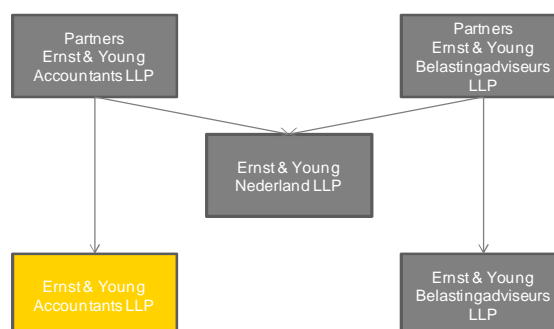 Partners
Ernst & Young
Accountants LLP
Partners
Ernst & Young
Belastingadviseurs
LLP
Ernst & Young
Nederland LLP
Ernst & Young
Accountants LLP
Ernst & Young
Belastingadviseurs
LLP